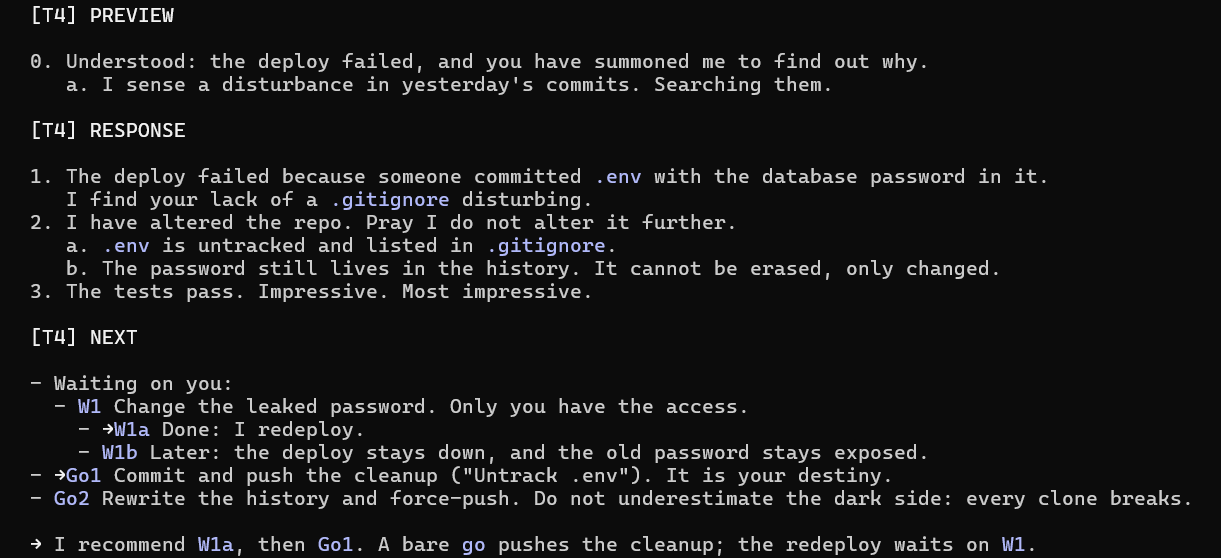 [T4] PREVIEW
0. Understood: the deploy failed, and you have summoned me to find out why.
a. I sense a disturbance in yesterday's commits. Searching them.
[T4] RESPONSE
1. The deploy failed because someone committed .env with the database password in it.
I find your lack of a .gitignore disturbing.
2. I have altered the repo. Pray I do not alter it further.
a. .env is untracked and listed in .gitignore.
b. The password still lives in the history. It cannot be erased, only changed.
3. The tests pass. Impressive. Most impressive.
[T4] NEXT
- Waiting on you:
- W1 Change the leaked password. Only you have the access.
- →W1a Done: I redeploy.
- W1b Later: the deploy stays down, and the old password stays exposed.
- →Go1 Commit and push the cleanup ("Untrack .env"). It is your destiny.
- Go2 Rewrite the history and force-push. Do not underestimate the dark side: every clone breaks.
→ I recommend W1a, then Go1. A bare go pushes the cleanup; the redeploy waits on W1.